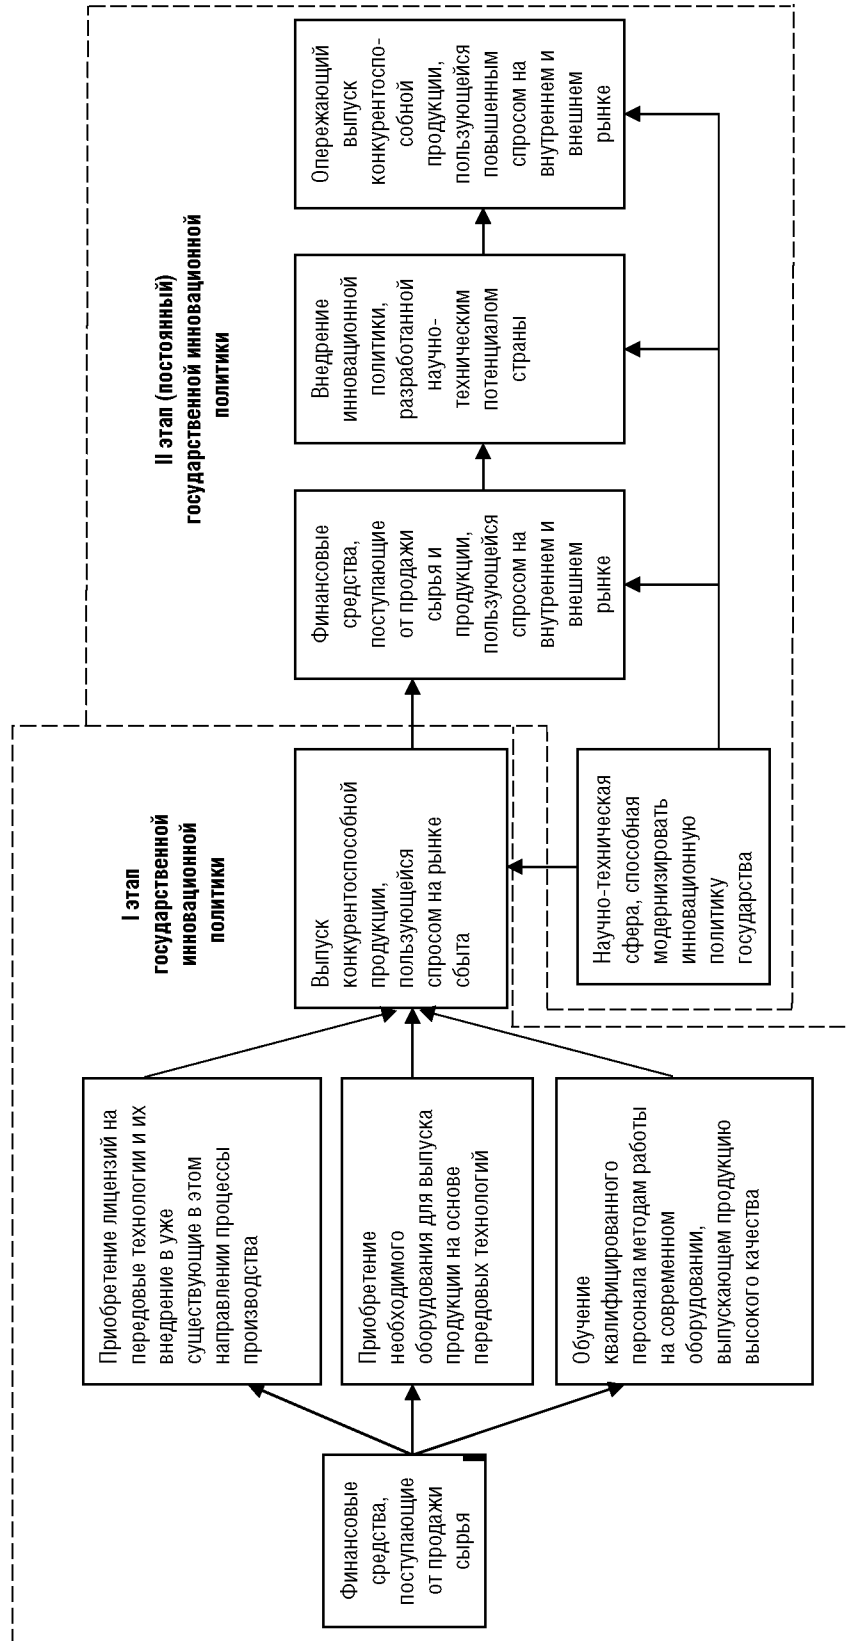 I этап
государственной
инновационной
политики
II этап (постоянный)
государственной инновационной
политики
Финансовые
средства,
поступающие
от продажи
сырья
Приобретение лицензий на
передовые технологии и их
внедрение в уже
существующие в этом
направлении процессы
производства
Приобретение
необходимого
оборудования для выпуска
продукции на основе
передовых технологий
Обучение
квалифицированного
персонала методам работы
на современном
оборудовании,
выпускающем продукцию
высокого качества
Выпуск
конкурентоспособной
продукции,
пользующейся
спросом на рынке
сбыта
Научно-техническая
сфера, способная
модернизировать
инновационную
политику
государства
Финансовые
средства,
поступающие
от продажи
сырья и
продукции,
пользующейся
спросом на
внутреннем и
внешнем
рынке
Внедрение
инновационной
политики,
разработанной
научно-
техническим
потенциалом
страны
Опережающий
выпуск
конкурентоспо-
собной
продукции,
пользующейся
повышенным
спросом на
внутреннем и
внешнем
рынке